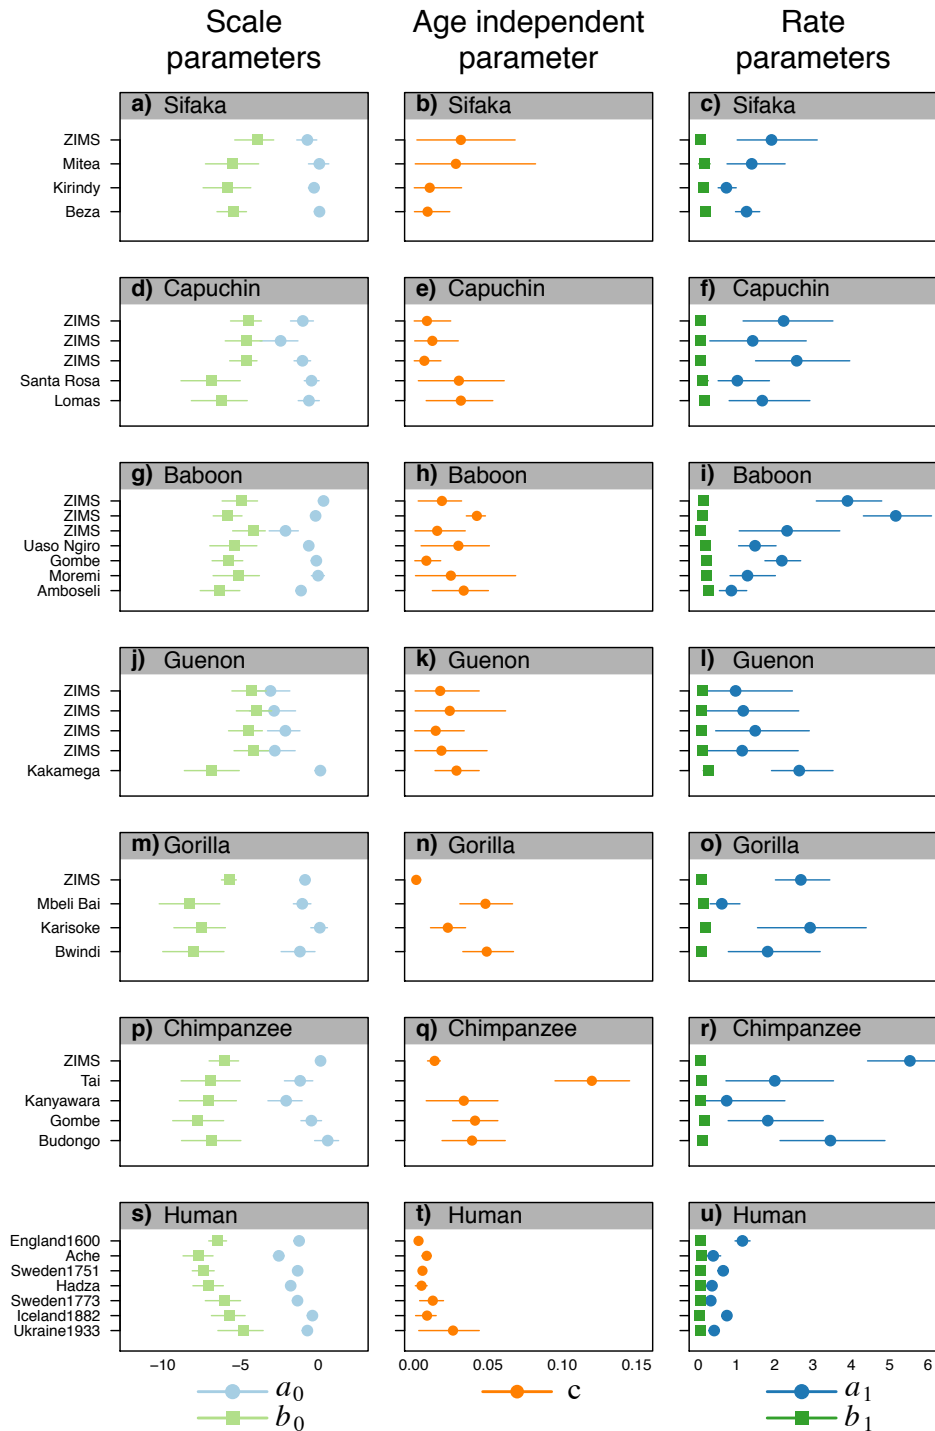 Scale parameters
Age independent parameter
Rate parameters
a) Sifaka
b) Sifaka
c) Sifaka
ZIMS
Mitea
Kirindy
Beza
d) Capuchin
e) Capuchin
f) Capuchin
ZIMS
ZIMS
ZIMS
Santa Rosa
Lomas
g) Baboon
h) Baboon
i) Baboon
ZIMS
ZIMS
ZIMS
Uaso Ngiro
Gombe
Moremi
Amboseli
j) Guenon
k) Guenon
l) Guenon
ZIMS
ZIMS
ZIMS
ZIMS
Kakamega
m) Gorilla
n) Gorilla
o) Gorilla
ZIMS
Mbeli Bai
Karisoke
Bwindi
p) Chimpanzee
q) Chimpanzee
r) Chimpanzee
ZIMS
Tai
Kanyawara
Gombe
Budongo
s) Human
t) Human
u) Human
England1600
Ache
Sweden1751
Hadza
Sweden1773
Iceland1882
Ukraine1933
−10 −5 0
0.00 0.05 0.10 0.15
0 1 2 3 4 5 6
a0
b0
c
a1
b1